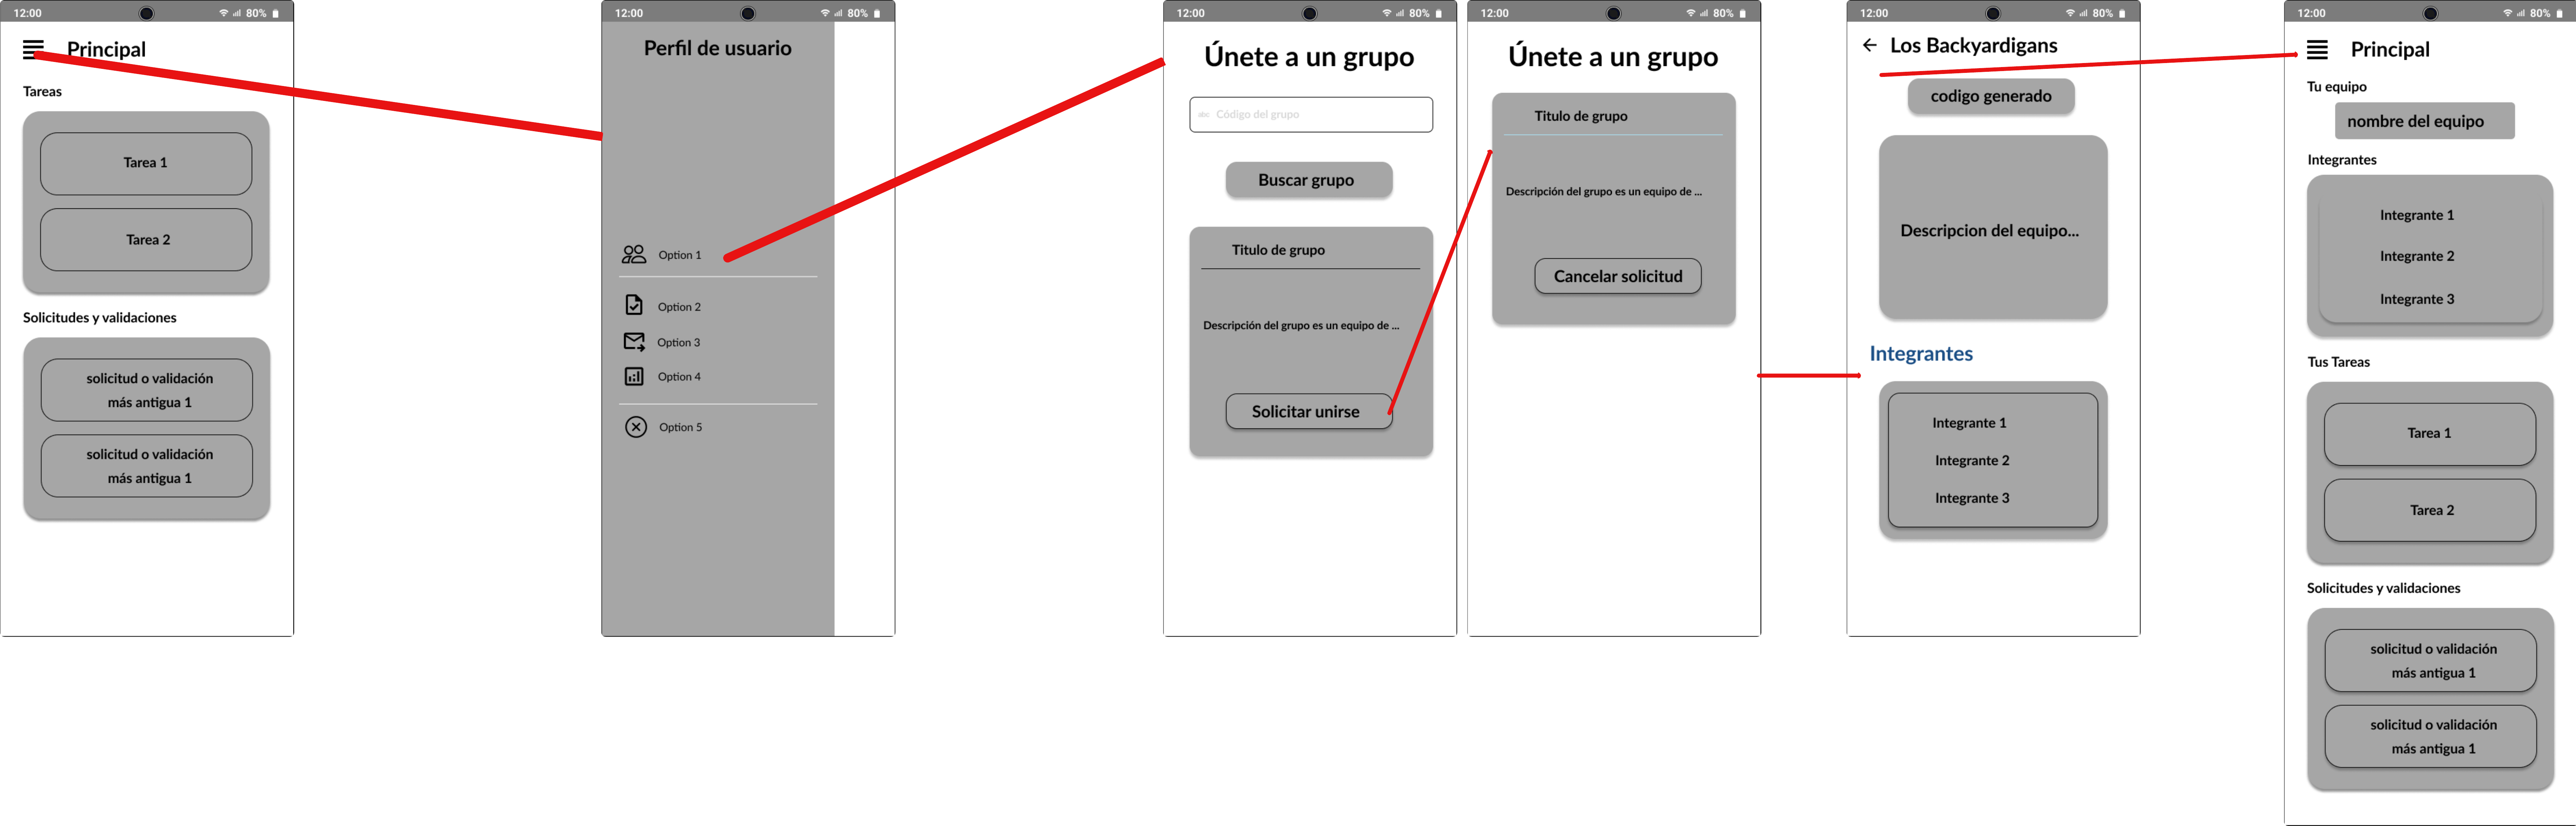 12:00
80%
Principal
Tareas
Tarea 1
Tarea 2
Solicitudes y validaciones
solicitud o validación
más antigua 1
solicitud o validación
más antigua 1
12:00
80%
Perfil de usuario
Option 1
Option 2
Option 3
Option 4
Option 5
12:00
80%
Únete a un grupo
abc Código del grupo
Buscar grupo
Titulo de grupo
Descripción del grupo es un equipo de ...
Solicitar unirse
12:00
80%
Únete a un grupo
Titulo de grupo
Descripción del grupo es un equipo de ...
Cancelar solicitud
12:00
80%
Los Backyardigans
codigo generado
Descripcion del equipo...
Integrantes
Integrante 1
Integrante 2
Integrante 3
12:00
80%
Principal
Tu equipo
nombre del equipo
Integrantes
Integrante 1
Integrante 2
Integrante 3
Tus Tareas
Tarea 1
Tarea 2
Solicitudes y validaciones
solicitud o validación
más antigua 1
solicitud o validación
más antigua 1